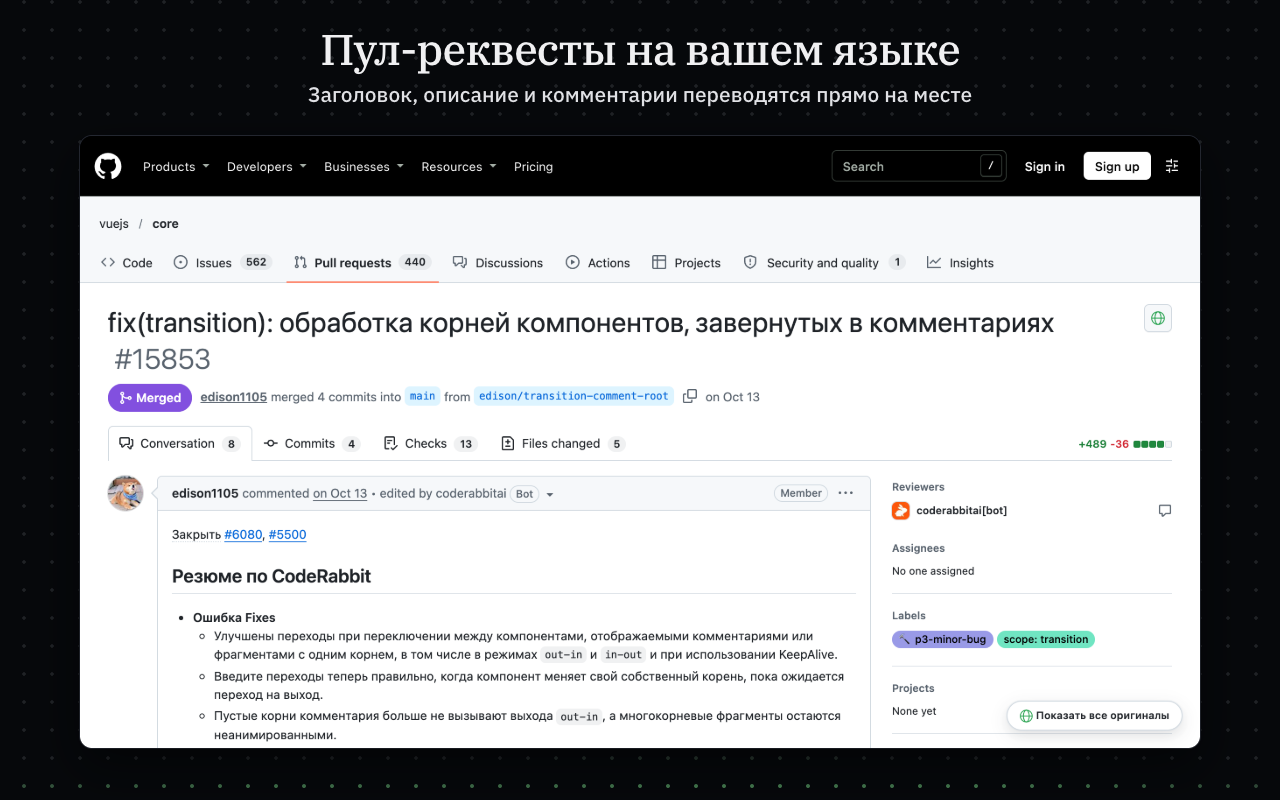 Пул-реквесты на вашем языке
Заголовок, описание и комментарии переводятся прямо на месте
Products Developers Businesses Resources Pricing Search / Sign in Sign up
vuejs / core
Code Issues 562 Pull requests 440 Discussions Actions Projects Security and quality 1 Insights
fix(transition): обработка корней компонентов, завернутых в комментариях
#15853
Merged edison1105 merged 4 commits into main from edison/transition-comment-root on Oct 13
Conversation 8 Commits 4 Checks 13 Files changed 5 +489 -36
edison1105 commented on Oct 13 • edited by coderabbitai Bot Member
Закрыть #6080, #5500
Резюме по CodeRabbit
Ошибка Fixes
Улучшены переходы при переключении между компонентами, отображаемыми комментариями или
фрагментами с одним корнем, в том числе в режимах out-in и in-out и при использовании KeepAlive.
Введите переходы теперь правильно, когда компонент меняет свой собственный корень, пока ожидается
переход на выход.
Пустые корни комментария больше не вызывают выхода out-in, а многокорневые фрагменты остаются
неанимированными.
Reviewers
coderabbitai[bot]
Assignees
No one assigned
Labels
p3-minor-bug scope: transition
Projects
None yet
Показать все оригиналы